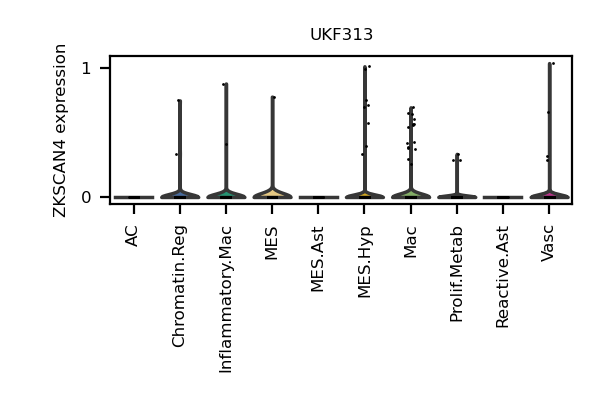 UKF313
ZKSCAN4 expression
1
0
AC
Chromatin.Reg
Inflammatory.Mac
MES
MES.Ast
MES.Hyp
Mac
Prolif.Metab
Reactive.Ast
Vasc